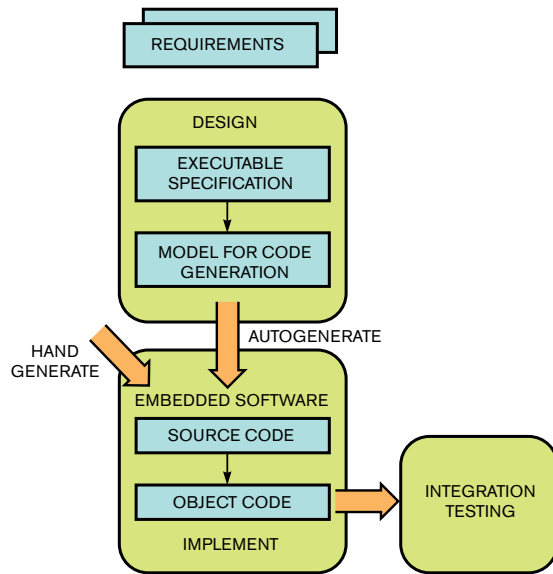 REQUIREMENTS
DESIGN
EXECUTABLE
SPECIFICATION
MODEL FOR CODE
GENERATION
AUTOGENERATE
HAND
GENERATE
EMBEDDED SOFTWARE
SOURCE CODE
OBJECT CODE
IMPLEMENT
INTEGRATION
TESTING